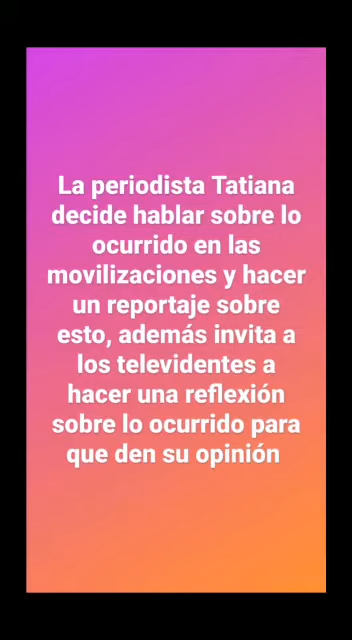 La periodista Tatiana
decide hablar sobre lo
ocurrido en las
movilizaciones y hacer
un reportaje sobre
esto, además invita a
los televidentes a
hacer una reflexión
sobre lo ocurrido para
que den su opinión